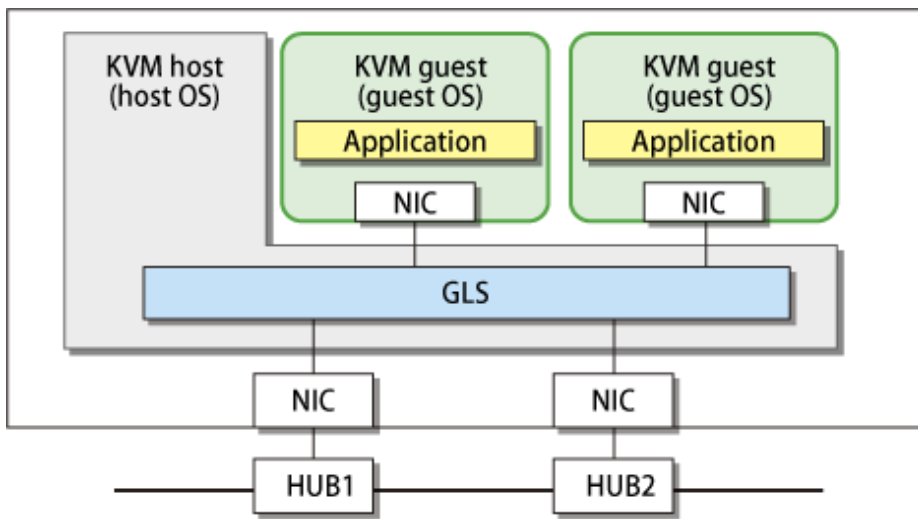 KVM host
(host OS)
KVM guest
(guest OS)
Application
NIC
KVM guest
(guest OS)
Application
NIC
GLS
NIC
NIC
HUB1
HUB2